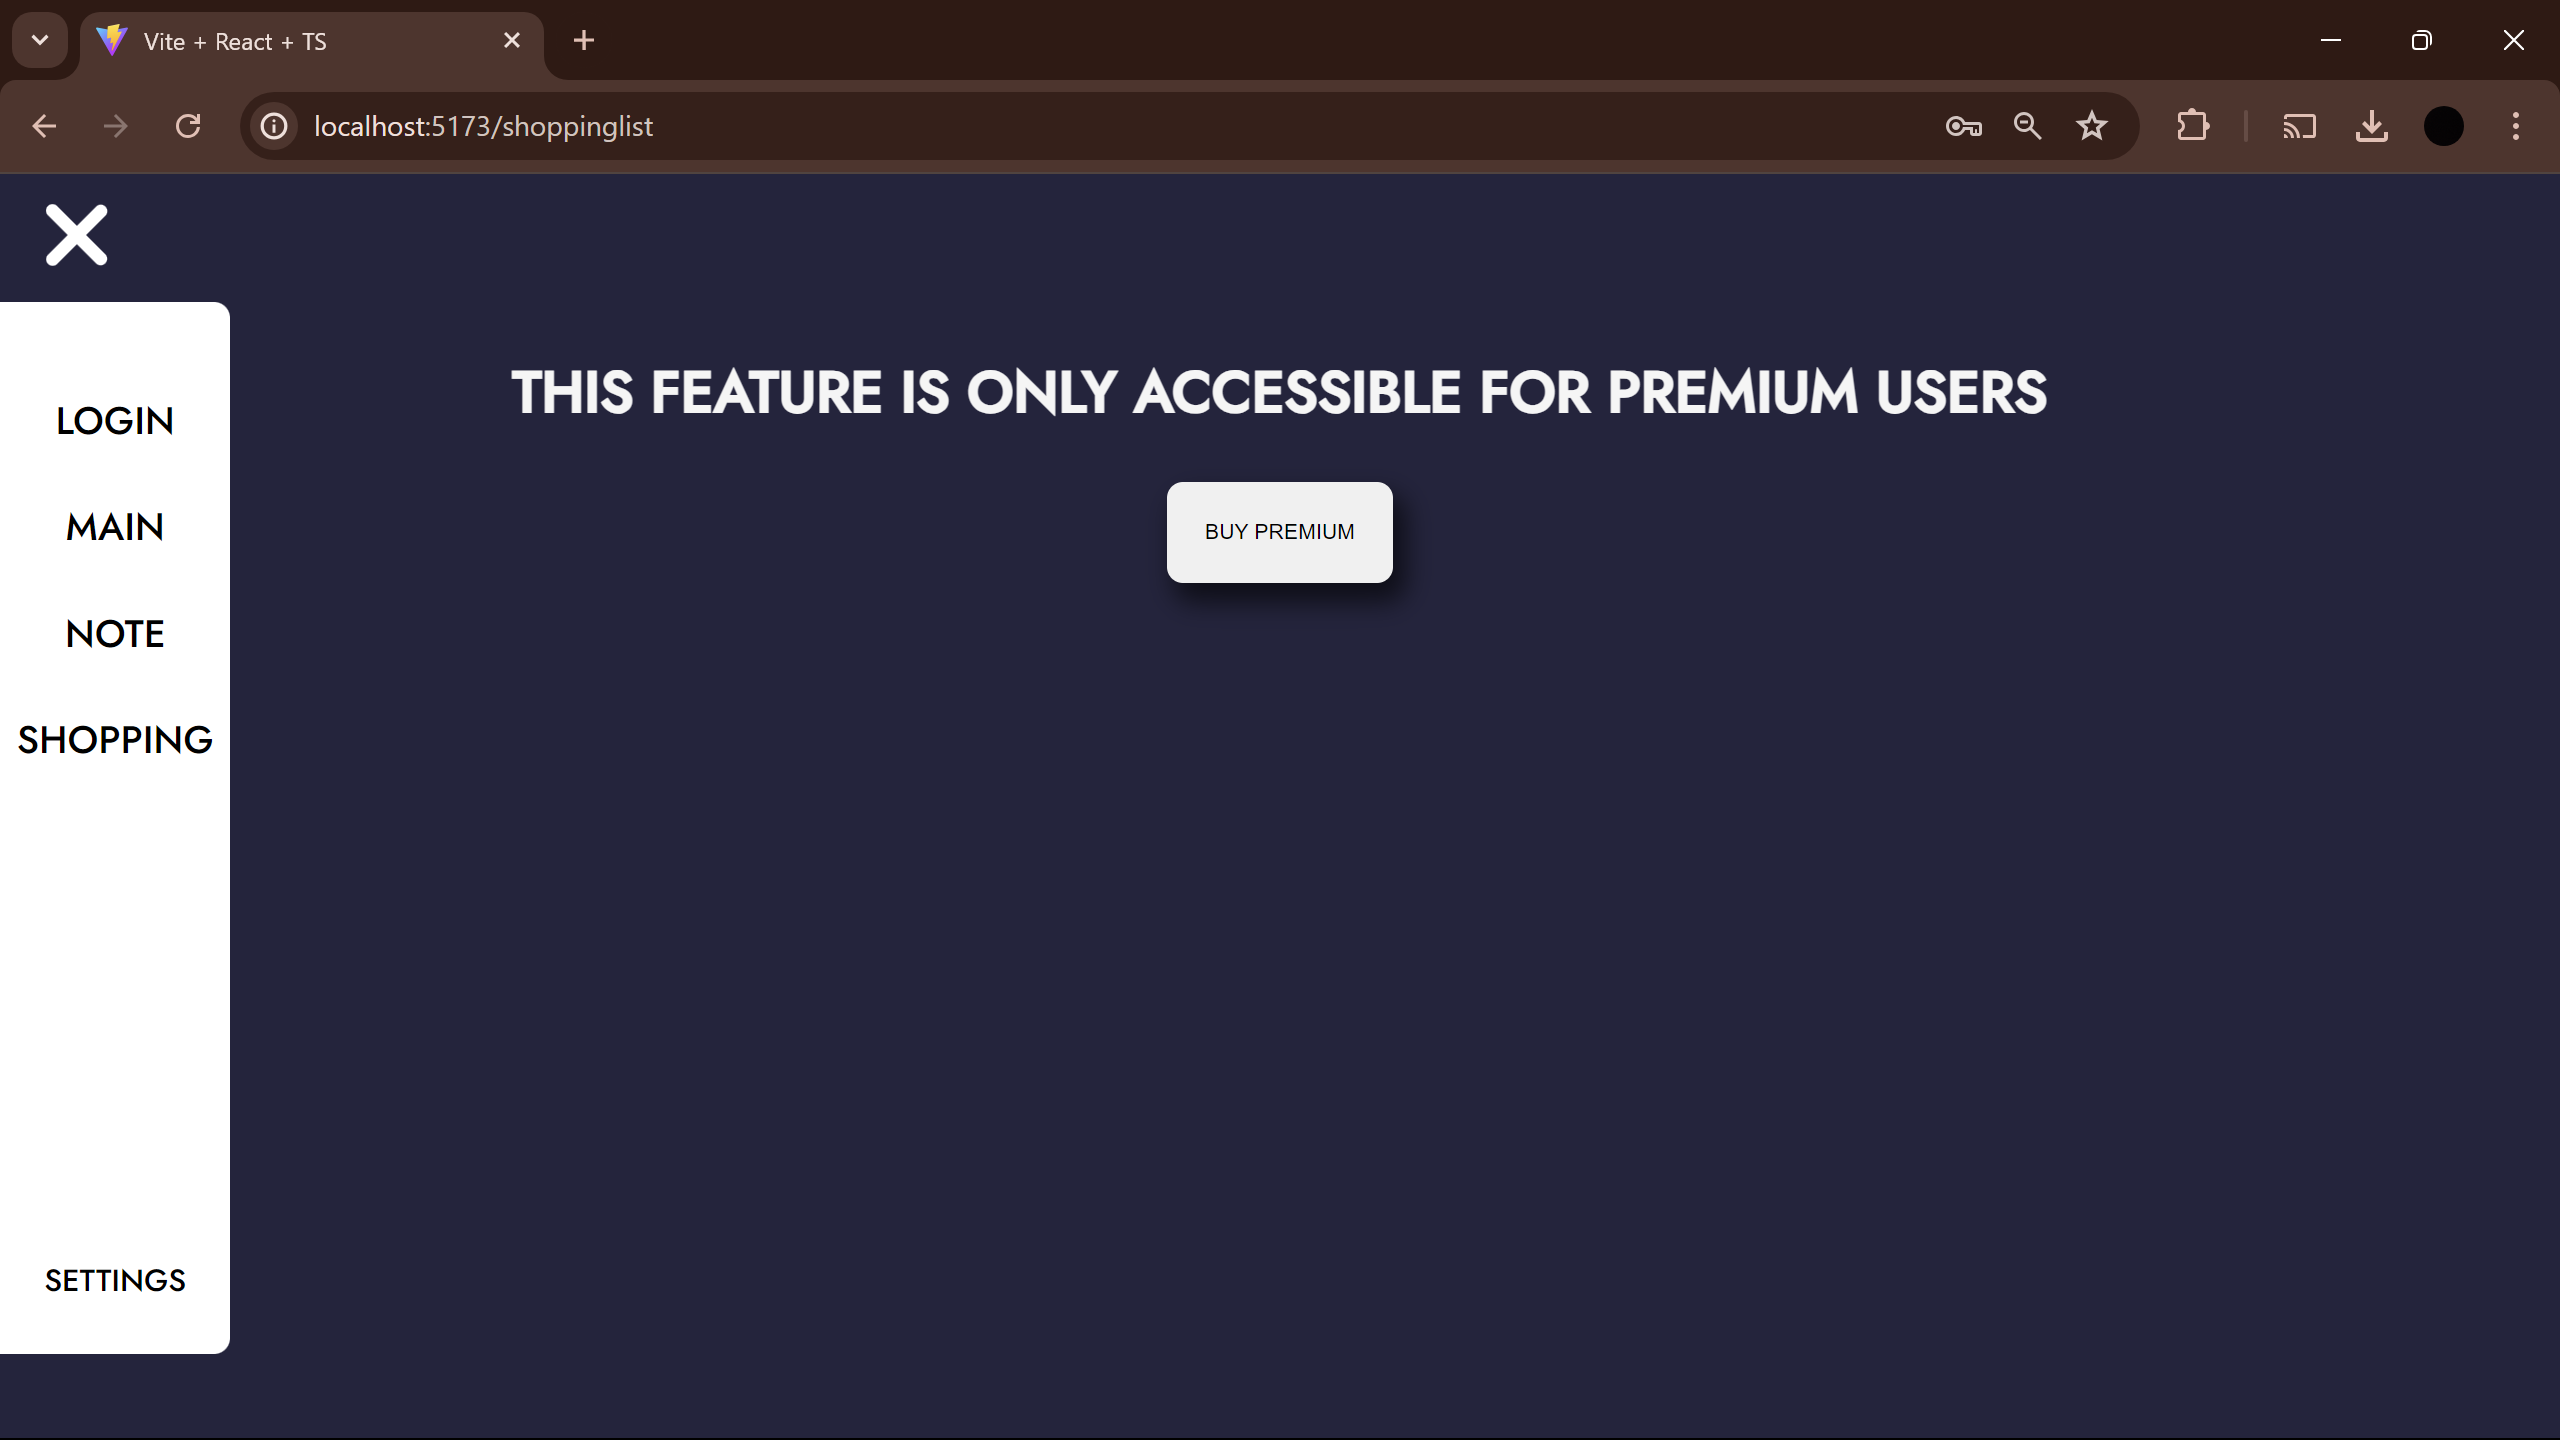 Vite + React + TS
localhost:5173/shoppinglist
LOGIN
MAIN
NOTE
SHOPPING
SETTINGS
THIS FEATURE IS ONLY ACCESSIBLE FOR PREMIUM USERS
BUY PREMIUM